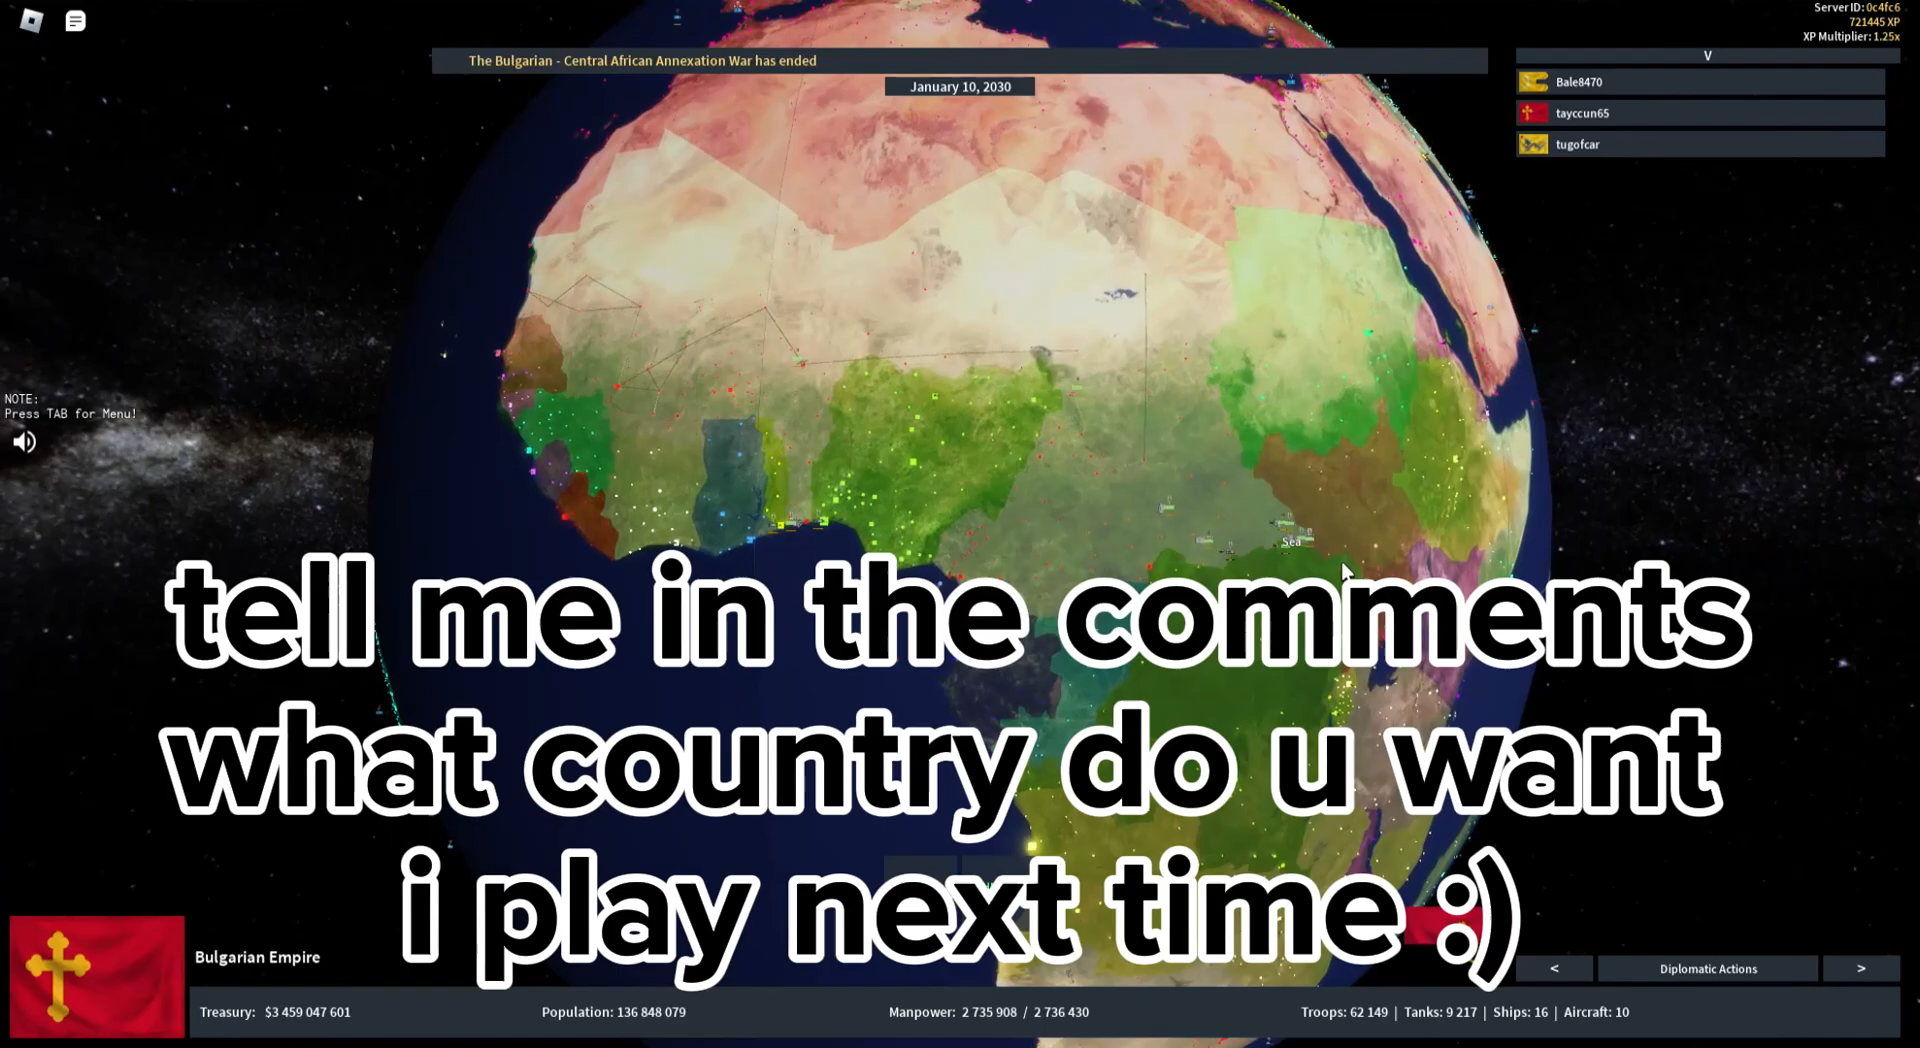 Server ID: 0c4fc6
721445 XP
XP Multiplier: 1.25x
The Bulgarian - Central African Annexation War has ended
January 10, 2030
V
Bale8470
tayccun65
tugofcar
NOTE:
Press TAB for Menu!
Sea
tell me in the comments
what country do u want
i play next time :)
Bulgarian Empire
< Diplomatic Actions >
Treasury: $3 459 047 601 Population: 136 848 079 Manpower: 2 735 908 / 2 736 430 Troops: 62 149 | Tanks: 9 217 | Ships: 16 | Aircraft: 10